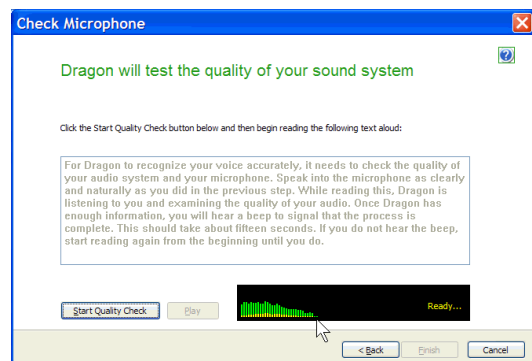 Check Microphone
Dragon will test the quality of your sound system
Click the Start Quality Check button below and then begin reading the following text aloud:
For Dragon to recognize your voice accurately, it needs to check the quality of
your audio system and your microphone. Speak into the microphone as clearly
and naturally as you did in the previous step. While reading this, Dragon is
listening to you and examining the quality of your audio. Once Dragon has
enough information, you will hear a beep to signal that the process is
complete. This should take about fifteen seconds. If you do not hear the beep,
start reading again from the beginning until you do.
Start Quality Check
Play
Ready...
< Back
Finish
Cancel